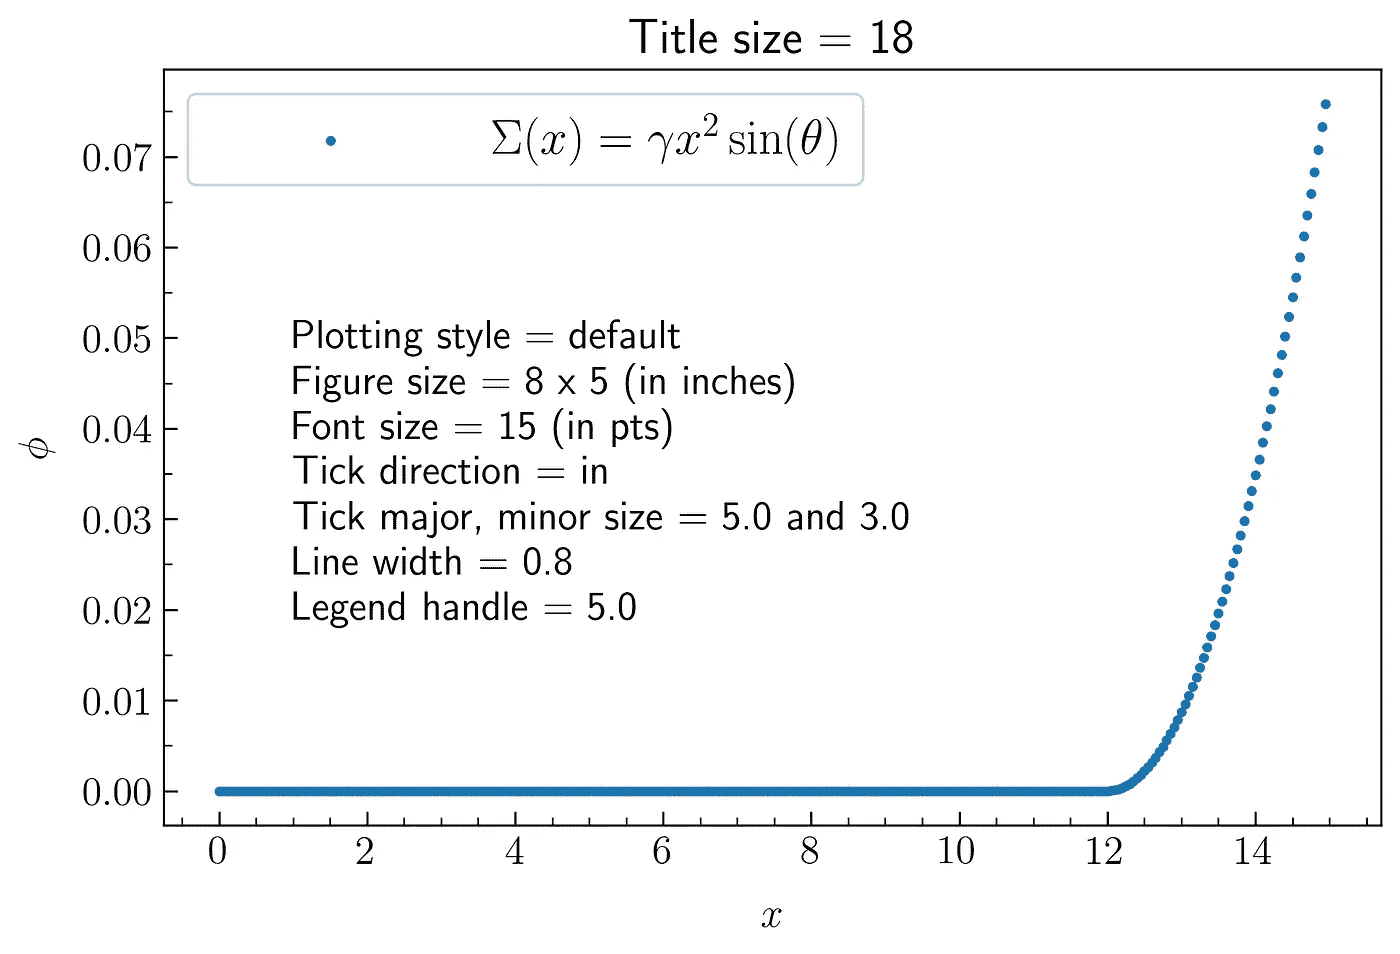 Title size = 18
Σ(x) = γx² sin(θ)
0.07
0.06
0.05
0.04
0.03
0.02
0.01
0.00
ϕ
Plotting style = default
Figure size = 8 x 5 (in inches)
Font size = 15 (in pts)
Tick direction = in
Tick major, minor size = 5.0 and 3.0
Line width = 0.8
Legend handle = 5.0
0 2 4 6 8 10 12 14
x